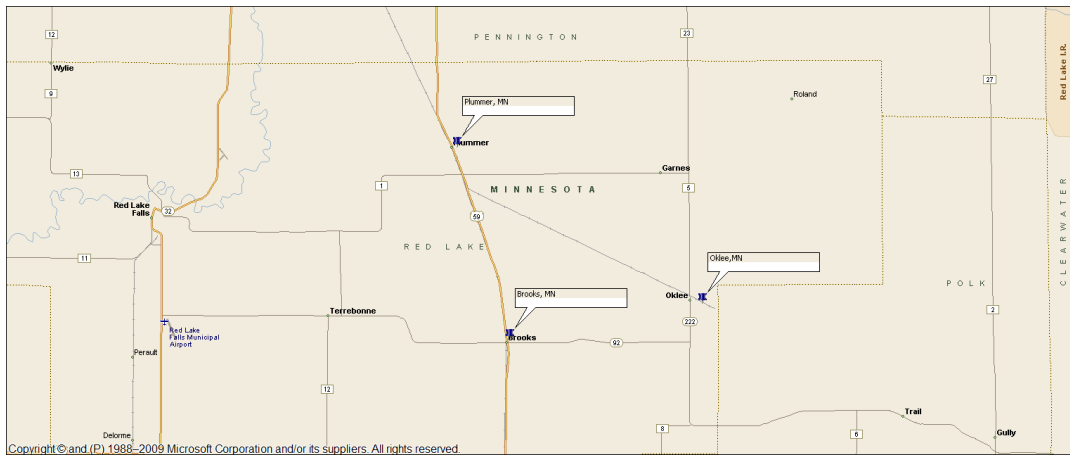 PENNINGTON
12
23
Wylie
9
27
Red Lake I.R.
Roland
Plummer, MN
ummer
Garnes
13
1
5
MINNESOTA
Red Lake
Falls
32
59
RED LAKE
CLEARWATER
11
Oklee,MN
POLK
Oklee
Brooks, MN
Terrebonne
2
222
Red Lake
Falls Municipal
Airport
Brooks
92
Perault
12
Trail
8
6
Delorme
Gully
Copyright © and (P) 1988–2009 Microsoft Corporation and/or its suppliers. All rights reserved.